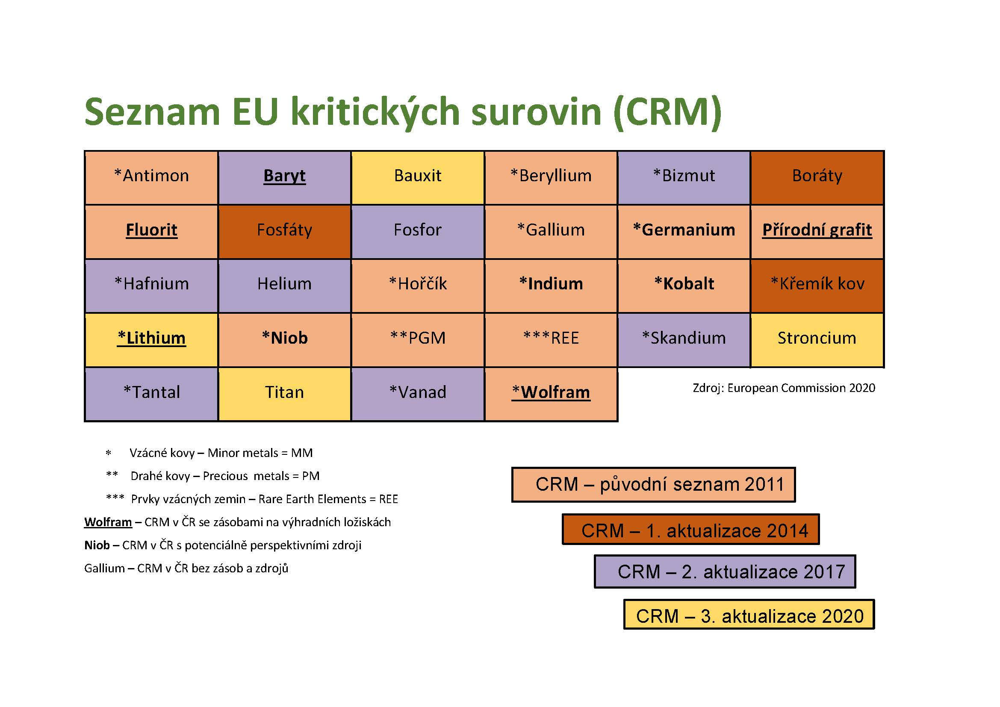 Seznam EU kritických surovin (CRM)
*Antimon Baryt Bauxit *Beryllium *Bizmut Boráty
Fluorit Fosfáty Fosfor *Gallium *Germanium Přírodní grafit
*Hafnium Helium *Hořčík *Indium *Kobalt *Křemík kov
*Lithium *Niob **PGM ***REE *Skandium Stroncium
*Tantal Titan *Vanad *Wolfram
Zdroj: European Commission 2020
* Vzácné kovy – Minor metals = MM
** Drahé kovy – Precious metals = PM
*** Prvky vzácných zemin – Rare Earth Elements = REE
Wolfram – CRM v ČR se zásobami na výhradních ložiskách
Niob – CRM v ČR s potenciálně perspektivními zdroji
Gallium – CRM v ČR bez zásob a zdrojů
CRM – původní seznam 2011
CRM – 1. aktualizace 2014
CRM – 2. aktualizace 2017
CRM – 3. aktualizace 2020